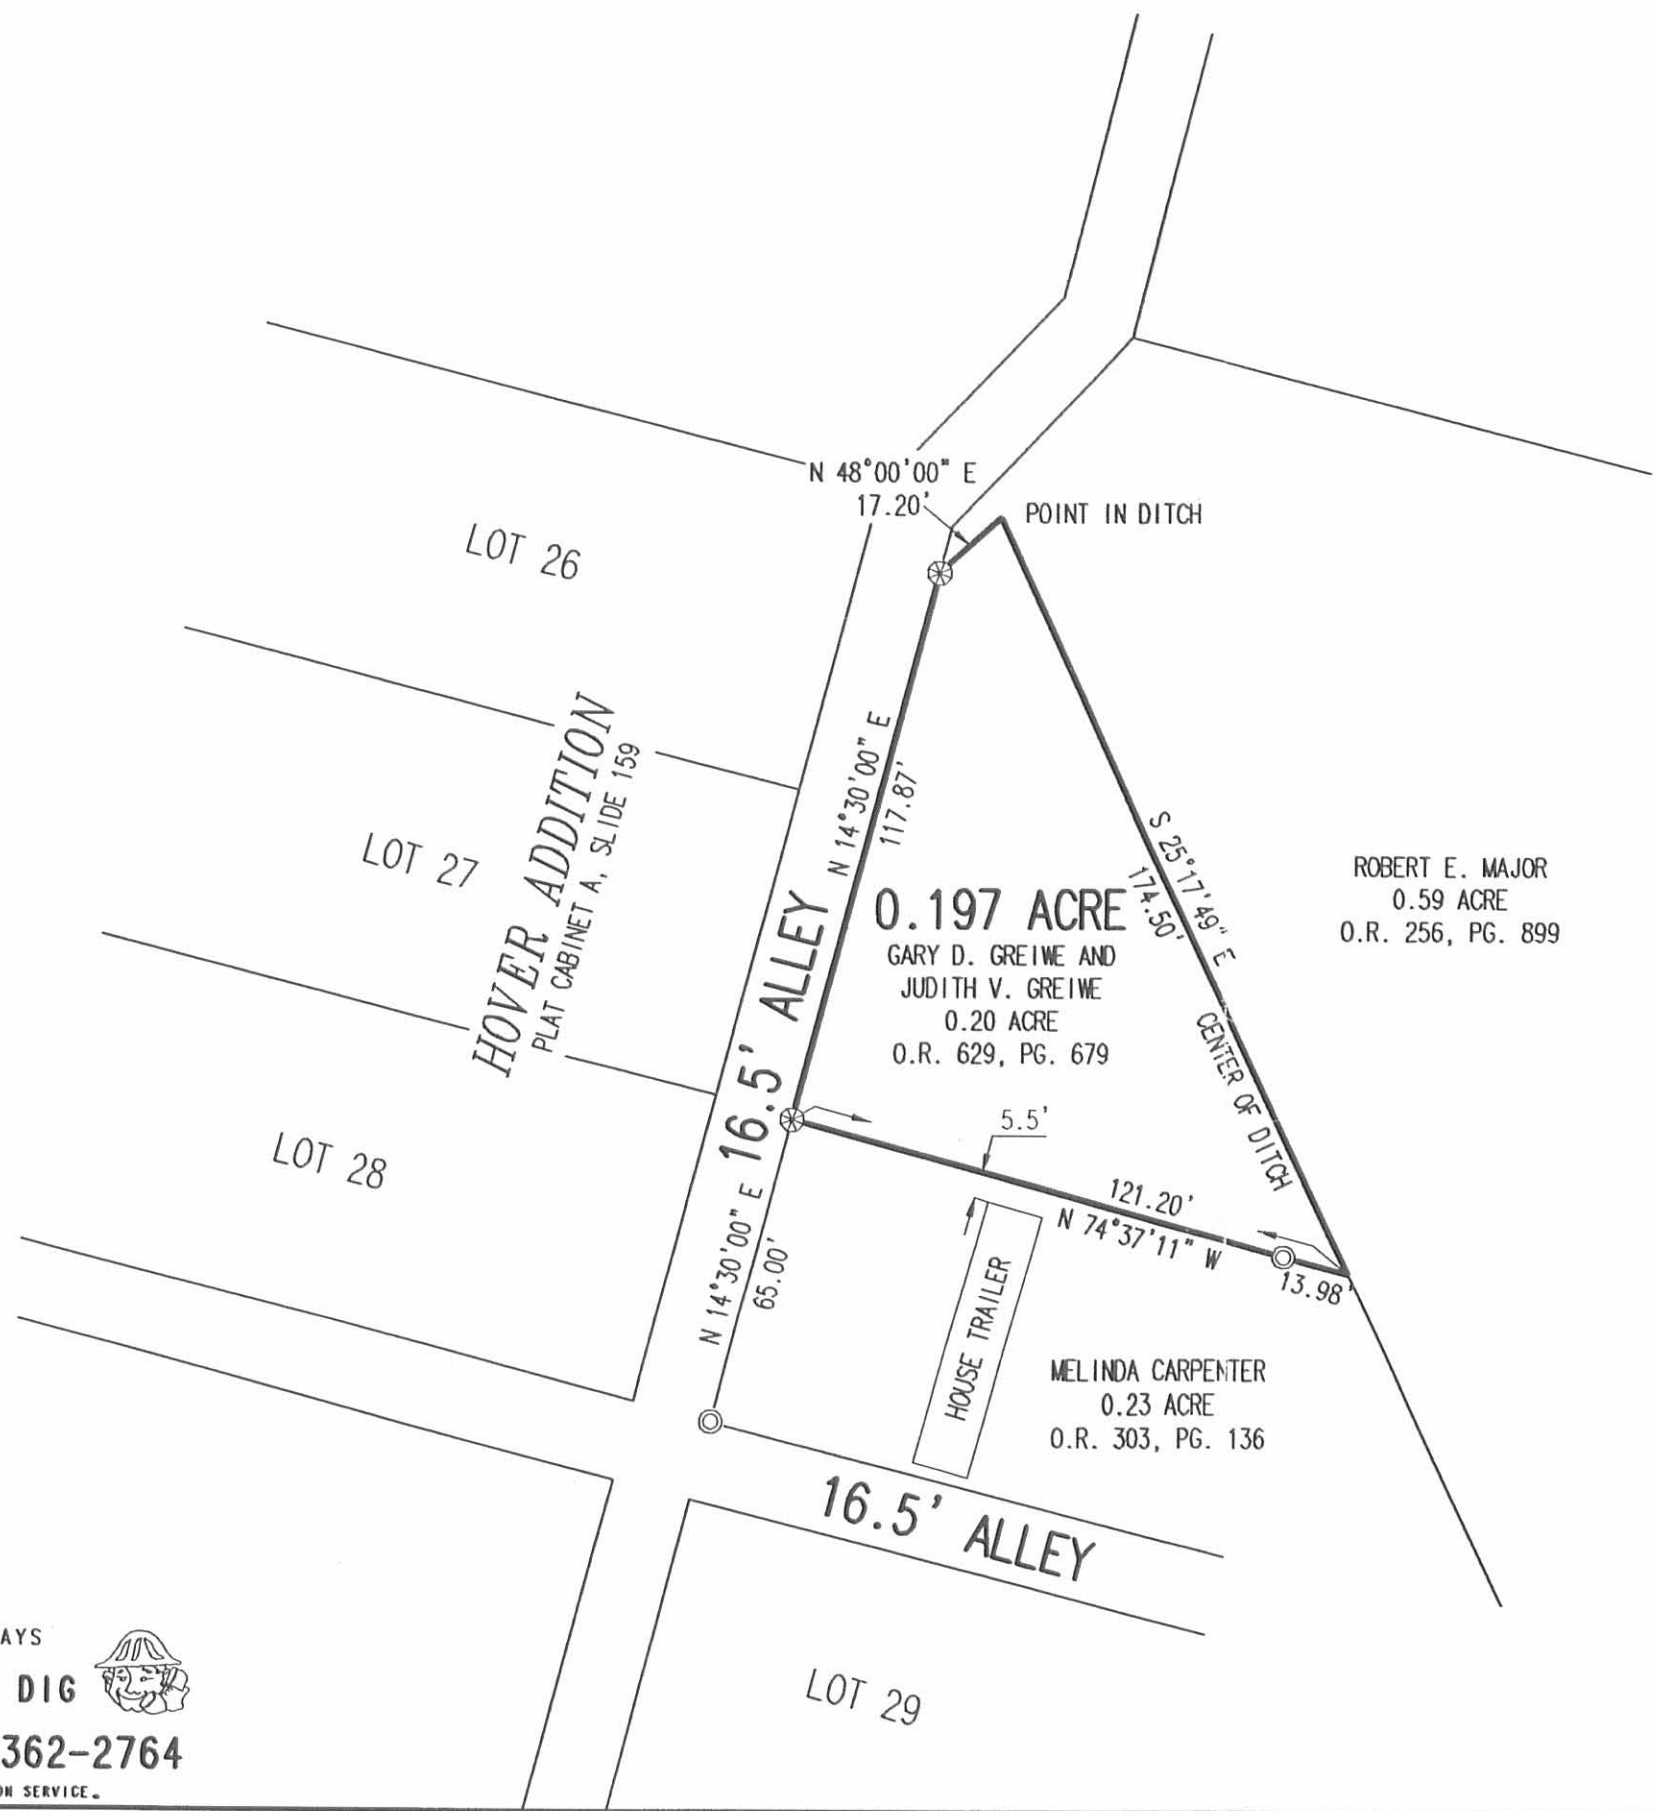 N 48°00'00" E
17.20'
POINT IN DITCH
LOT 26
HOVER ADDITION
PLAT CABINET A, SLIDE 159
LOT 27
N 14°30'00" E
117.87'
16.5' ALLEY
0.197 ACRE
GARY D. GREIWE AND
JUDITH V. GREIWE
0.20 ACRE
O.R. 629, PG. 679
S 25°17'49" E
174.50'
CENTER OF DITCH
ROBERT E. MAJOR
0.59 ACRE
O.R. 256, PG. 899
LOT 28
5.5'
121.20'
N 74°37'11" W
13.98'
N 14°30'00" E
65.00'
HOUSE TRAILER
MELINDA CARPENTER
0.23 ACRE
O.R. 303, PG. 136
16.5' ALLEY
LOT 29
AYS
DIG
362-2764
ON SERVICE.